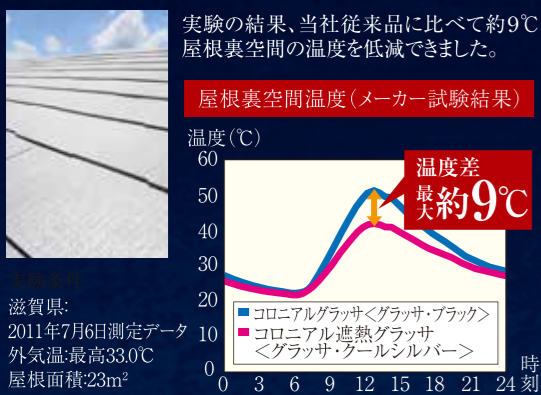 実験の結果、当社従来品に比べて約9℃
屋根裏空間の温度を低減できました。
屋根裏空間温度（メーカー試験結果）
温度（℃）
60
50
40
30
20
10
0
温度差
最大約9℃
■コロニアルグラッサ＜グラッサ・ブラック＞
■コロニアル遮熱グラッサ
＜グラッサ・クールシルバー＞
0 3 6 9 12 15 18 21 24 時刻
実験条件
滋賀県:
2011年7月6日測定データ
外気温:最高33.0℃
屋根面積:23m²